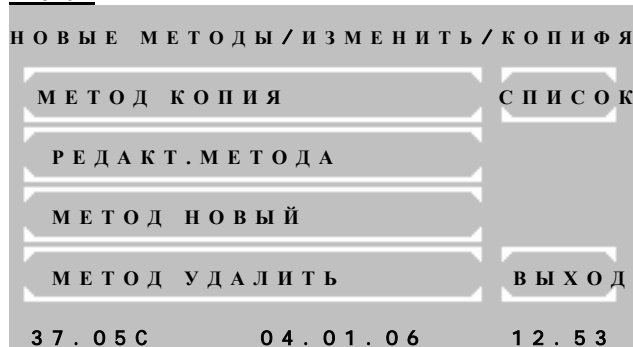 НОВЫЕ МЕТОДЫ/ИЗМЕНИТЬ/КОПИФЯ
МЕТОД КОПИЯ СПИСОК
РЕДАКТ.МЕТОДА
МЕТОД НОВЫЙ
МЕТОД УДАЛИТЬ ВЫХОД
37.05C 04.01.06 12.53